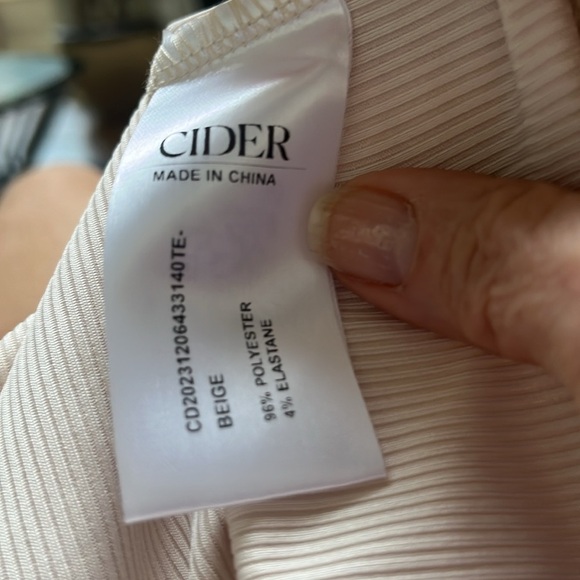 CIDER
MADE IN CHINA
CD20231206433140TE-
BEIGE
96% POLYESTER
4% ELASTANE